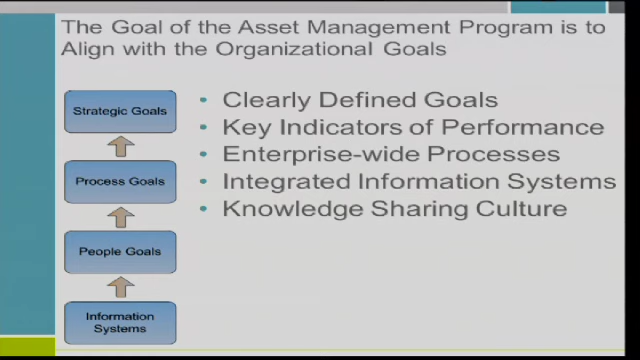 The Goal of the Asset Management Program is to
Align with the Organizational Goals
Strategic Goals
Process Goals
People Goals
Information
Systems
• Clearly Defined Goals
• Key Indicators of Performance
• Enterprise-wide Processes
• Integrated Information Systems
• Knowledge Sharing Culture